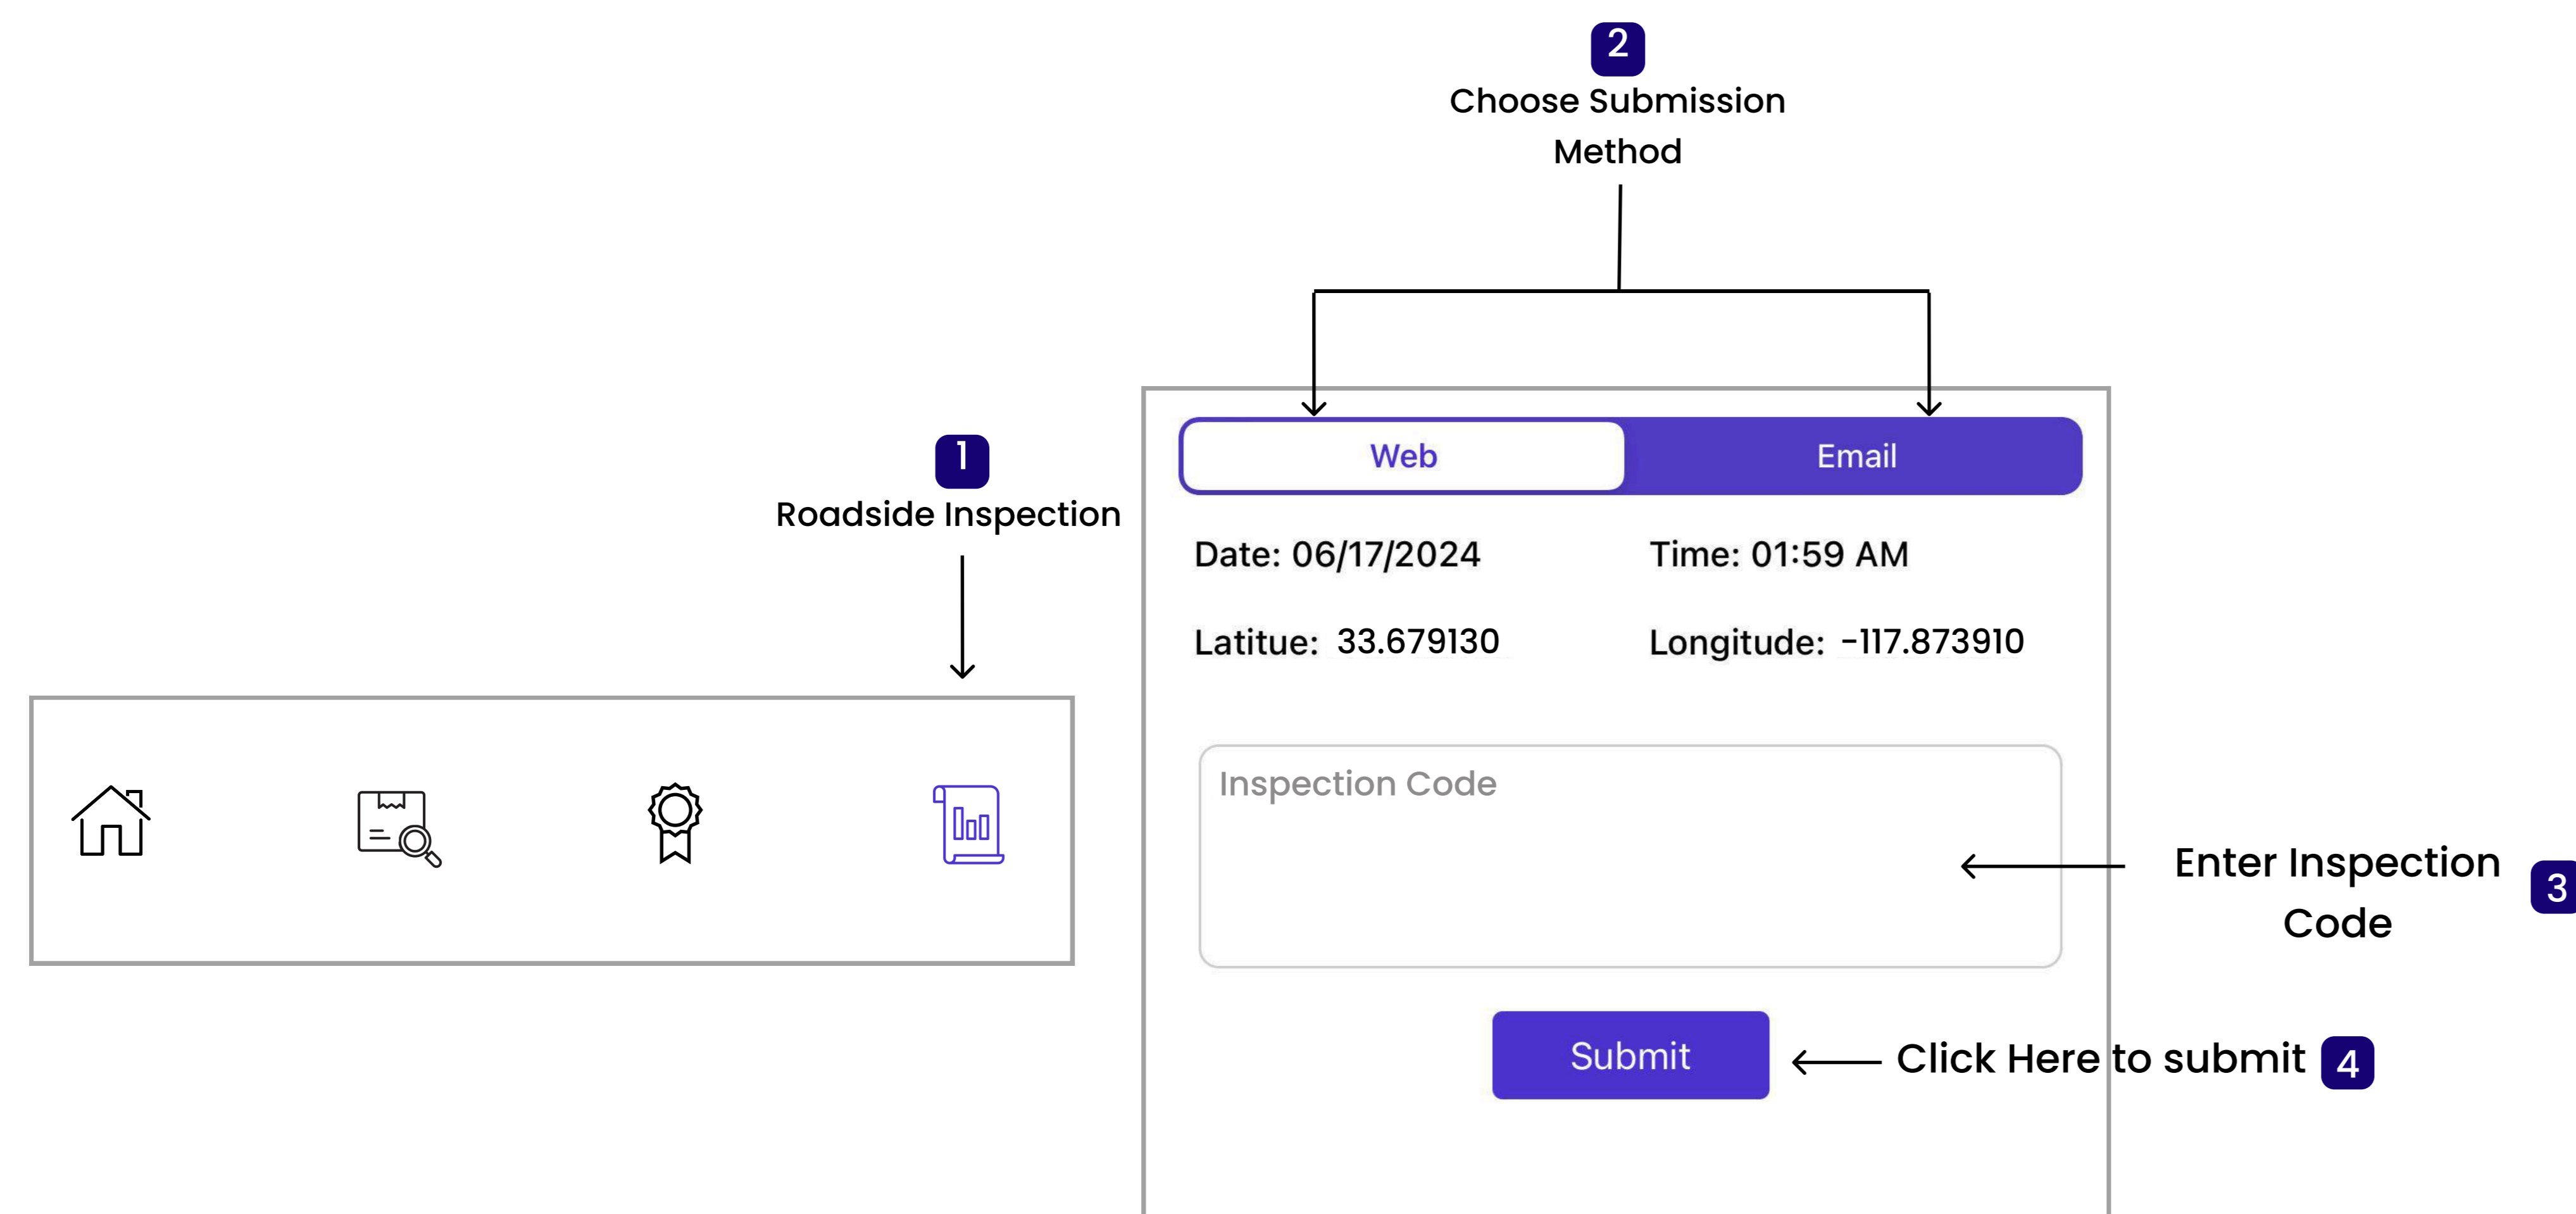 2
Choose Submission
Method
1
Roadside Inspection
Web
Email
Date: 06/17/2024
Time: 01:59 AM
Latitue: 33.679130
Longitude: -117.873910
Inspection Code
Enter Inspection
Code
3
Submit
Click Here to submit
4